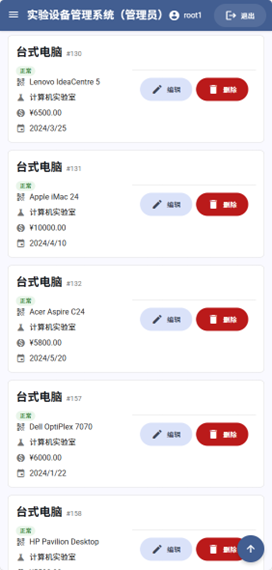 实验设备管理系统（管理员） root1 退出
台式电脑 #130
正常
Lenovo IdeaCentre 5
计算机实验室
¥6500.00
2024/3/25
编辑 删除
台式电脑 #131
正常
Apple iMac 24
计算机实验室
¥10000.00
2024/4/10
编辑 删除
台式电脑 #132
正常
Acer Aspire C24
计算机实验室
¥5800.00
2024/5/20
编辑 删除
台式电脑 #157
正常
Dell OptiPlex 7070
计算机实验室
¥6000.00
2024/1/22
编辑 删除
台式电脑 #158
正常
HP Pavilion Desktop
计算机实验室
编辑 删除